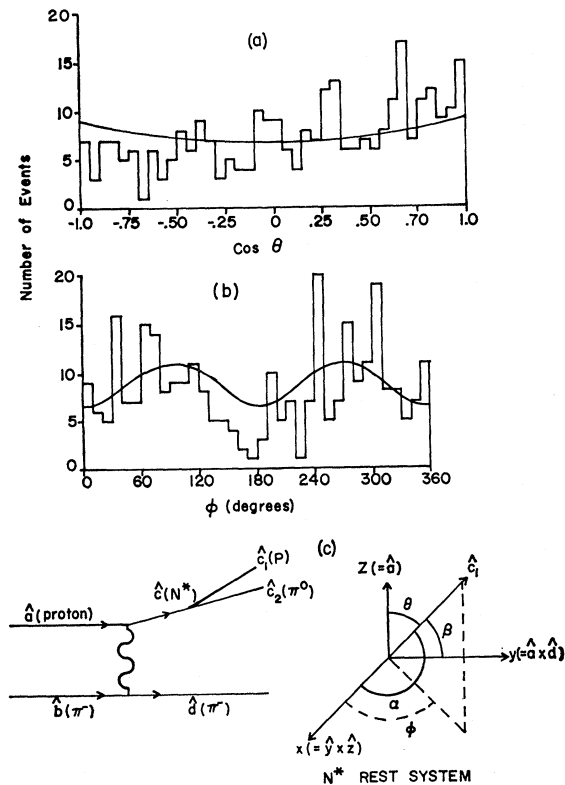 (a)
20
15
10
5
0
-1.0 -.75 -.50 -.25 0 .25 .50 .70 1.0
Cos θ
Number of Events
(b)
20
15
10
5
0
0 60 120 180 240 300 360
ϕ (degrees)
(c)
â(proton)
ĉ(N*)
ĉ₁(P)
ĉ₂(π⁰)
b̂(π⁻)
d̂(π⁻)
Z(=â)
ĉ₁
θ
β
y(=âxd̂)
α
ϕ
x(=ŷxẑ)
N* REST SYSTEM